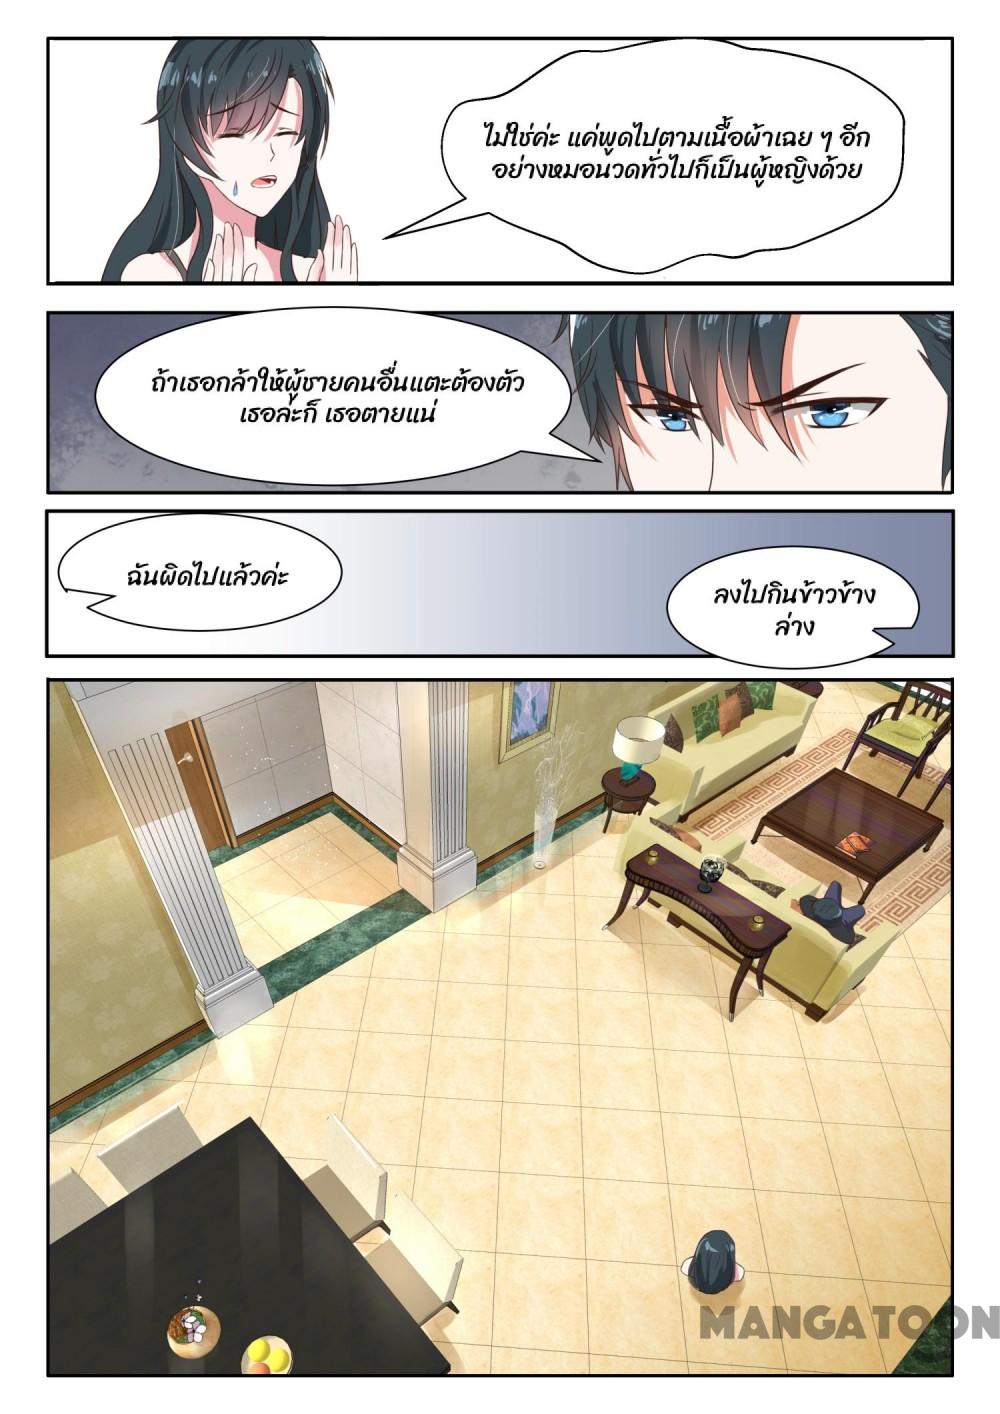 ไม่ใช่ค่ะ แค่พูดไปตามเนื้อผ้าเฉย ๆ อีก
อย่างหมอนวดทั่วไปก็เป็นผู้หญิงด้วย
ถ้าเธอกล้าให้ผู้ชายคนอื่นแตะต้องตัว
เธอล่ะก็ เธอตายแน่
ฉันผิดไปแล้วค่ะ
ลงไปกินข้าวข้าง
ล่าง
MANGATOON